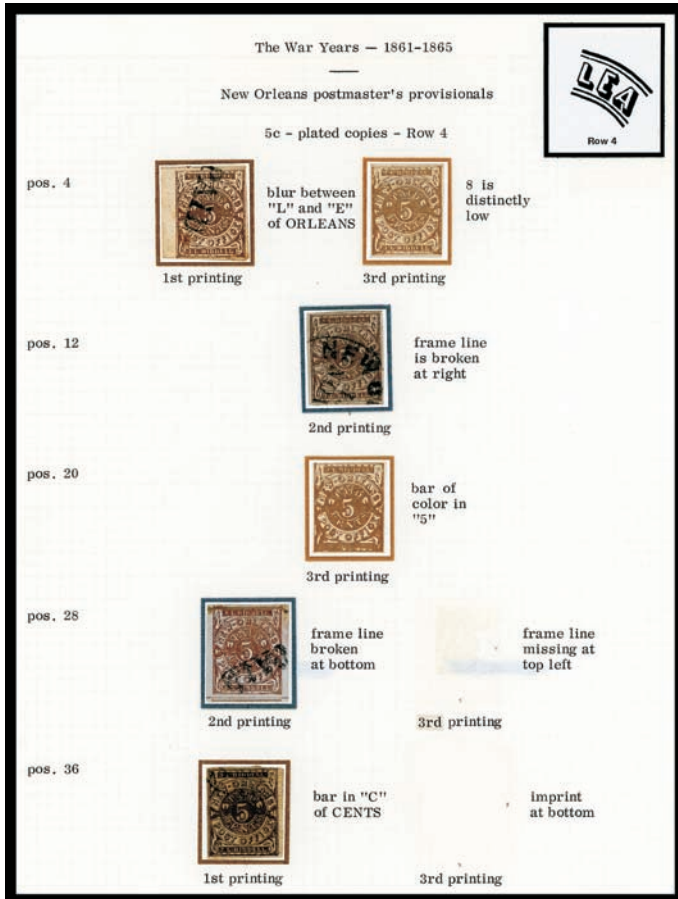 The War Years — 1861-1865
New Orleans postmaster's provisionals
5c - plated copies - Row 4
LEA
Row 4
pos. 4
blur between
"L" and "E"
of ORLEANS
1st printing
8 is
distinctly
low
3rd printing
pos. 12
NEW O
frame line
is broken
at right
2nd printing
pos. 20
5
bar of
color in
"5"
3rd printing
pos. 28
frame line
broken
at bottom
2nd printing
frame line
missing at
top left
3rd printing
pos. 36
bar in "C"
of CENTS
1st printing
imprint
at bottom
3rd printing